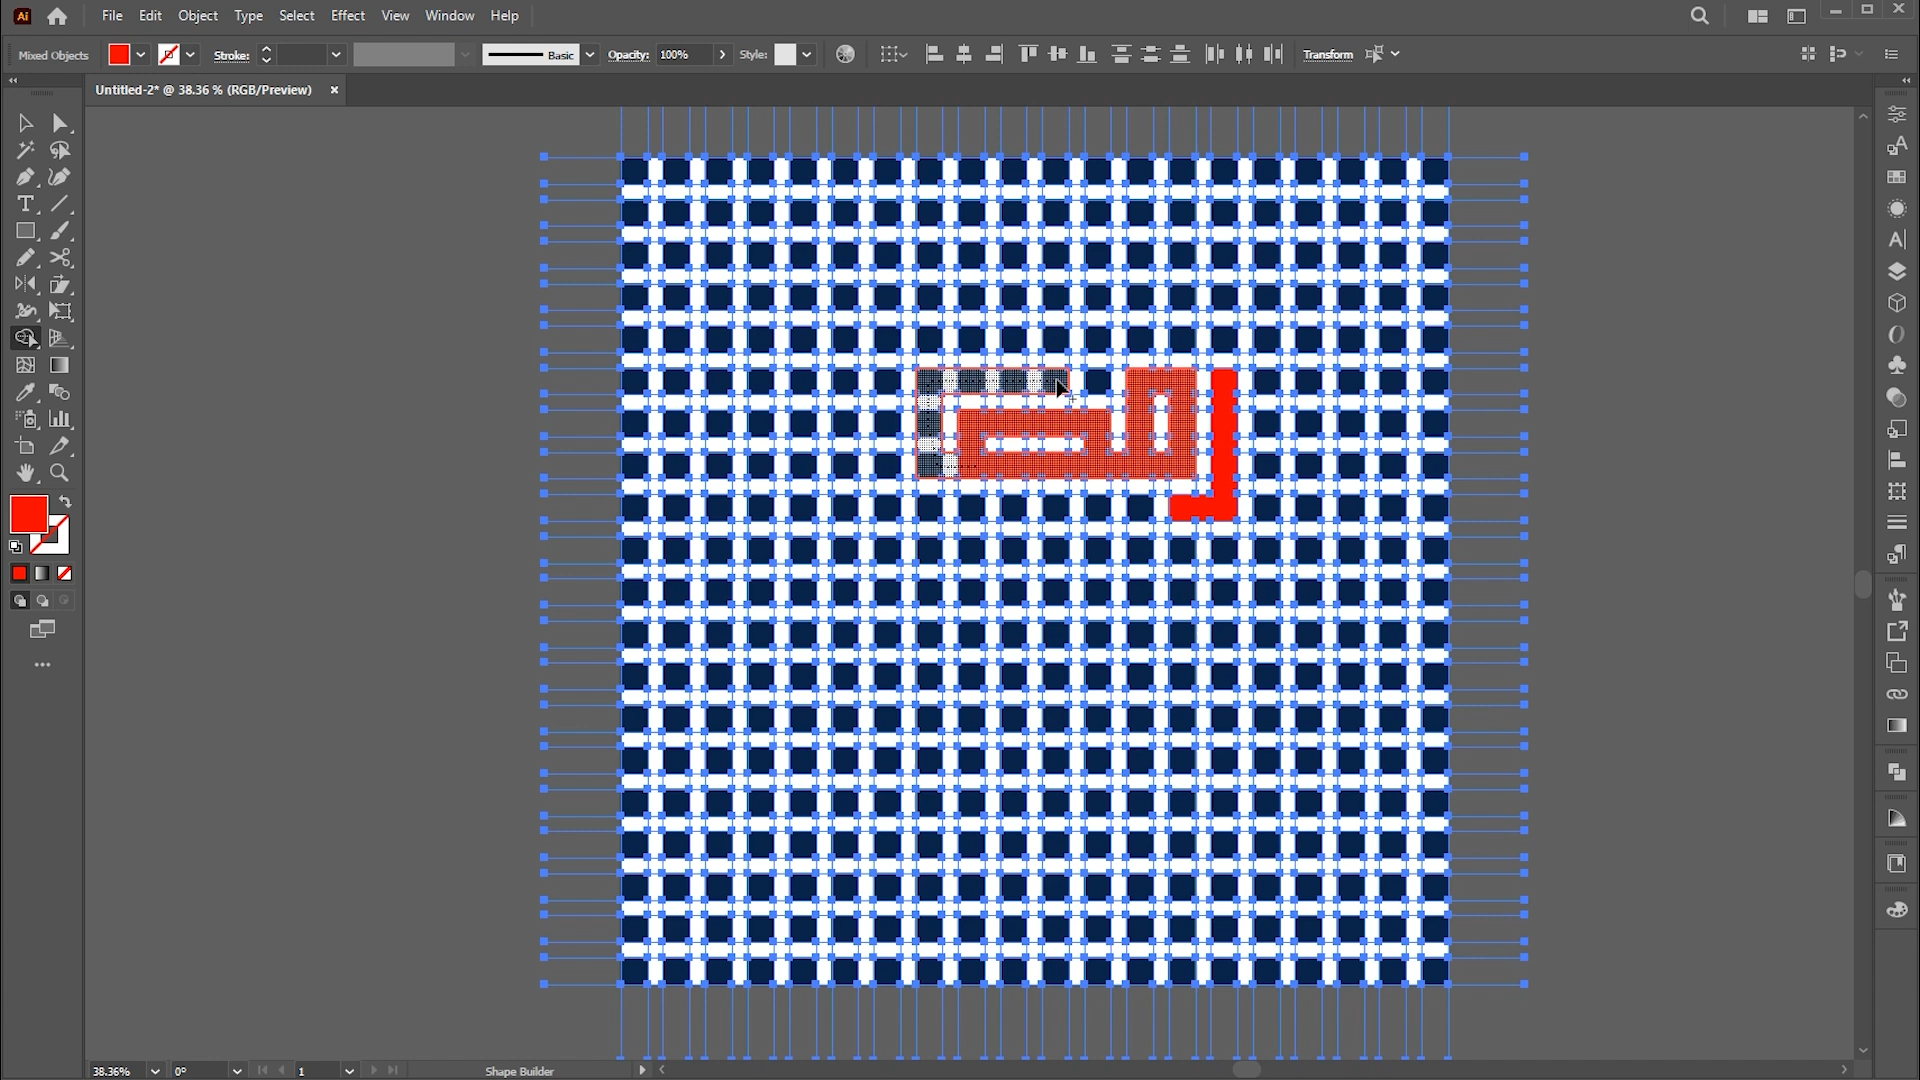 Ai File Edit Object Type Select Effect View Window Help
Mixed Objects Stroke: Basic Opacity: 100% Style: Transform
Untitled-2* @ 38.36 % (RGB/Preview) ×
38.36% 0° 1 Shape Builder